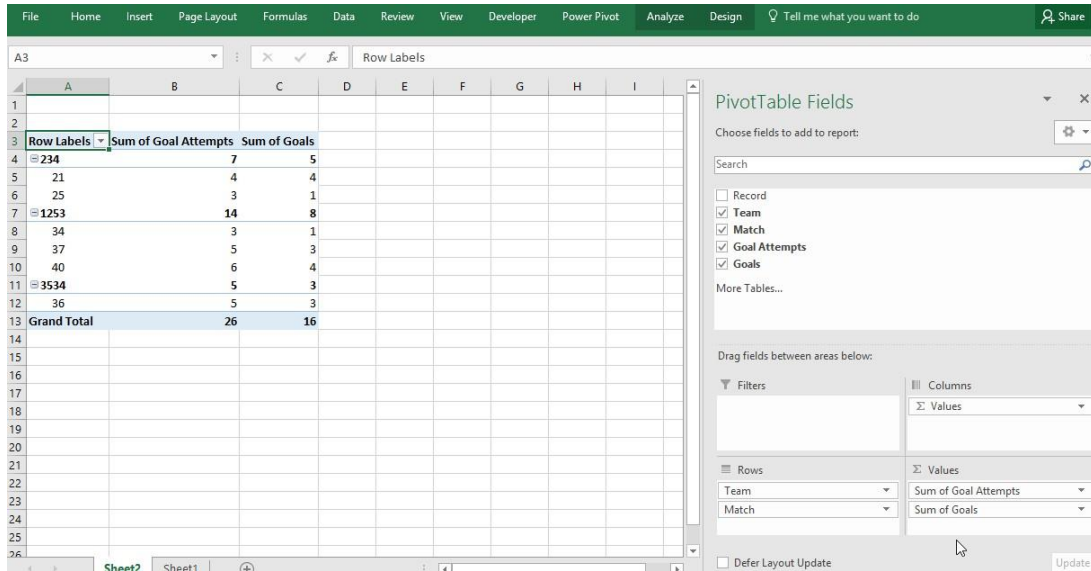 File Home Insert Page Layout Formulas Data Review View Developer Power Pivot Analyze Design Tell me what you want to do Share
A3 fx Row Labels
A B C D E F G H I
1
2
3 Row Labels Sum of Goal Attempts Sum of Goals
4 234 7 5
5 21 4 4
6 25 3 1
7 1253 14 8
8 34 3 1
9 37 5 3
10 40 6 4
11 3534 5 3
12 36 5 3
13 Grand Total 26 16
14
15
16
17
18
19
20
21
22
23
24
25
26
Sheet2 Sheet1
PivotTable Fields
Choose fields to add to report:
Search
Record
Team
Match
Goal Attempts
Goals
More Tables...
Drag fields between areas below:
Filters Columns
Σ Values
Rows Σ Values
Team Sum of Goal Attempts
Match Sum of Goals
Defer Layout Update Update